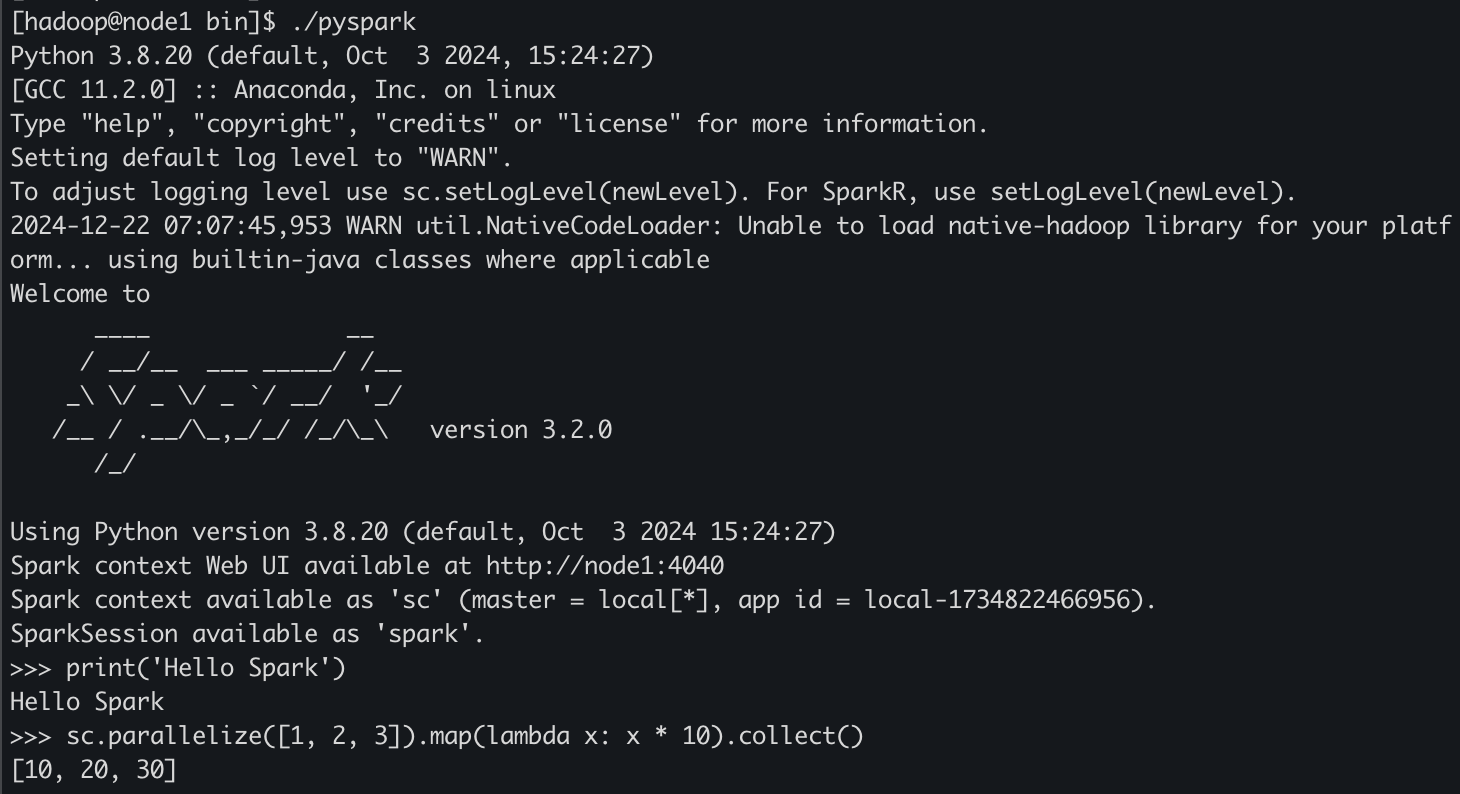 [hadoop@node1 bin]$ ./pyspark
Python 3.8.20 (default, Oct  3 2024, 15:24:27)
[GCC 11.2.0] :: Anaconda, Inc. on linux
Type "help", "copyright", "credits" or "license" for more information.
Setting default log level to "WARN".
To adjust logging level use sc.setLogLevel(newLevel). For SparkR, use setLogLevel(newLevel).
2024-12-22 07:07:45,953 WARN util.NativeCodeLoader: Unable to load native-hadoop library for your platf
orm... using builtin-java classes where applicable
Welcome to
      ____              __
     / __/__  ___ _____/ /__
    _\ \/ _ \/ _ `/ __/  '_/
   /__ / .__/\_,_/_/ /_/\_\   version 3.2.0
      /_/
Using Python version 3.8.20 (default, Oct  3 2024 15:24:27)
Spark context Web UI available at http://node1:4040
Spark context available as 'sc' (master = local[*], app id = local-1734822466956).
SparkSession available as 'spark'.
>>> print('Hello Spark')
Hello Spark
>>> sc.parallelize([1, 2, 3]).map(lambda x: x * 10).collect()
[10, 20, 30]